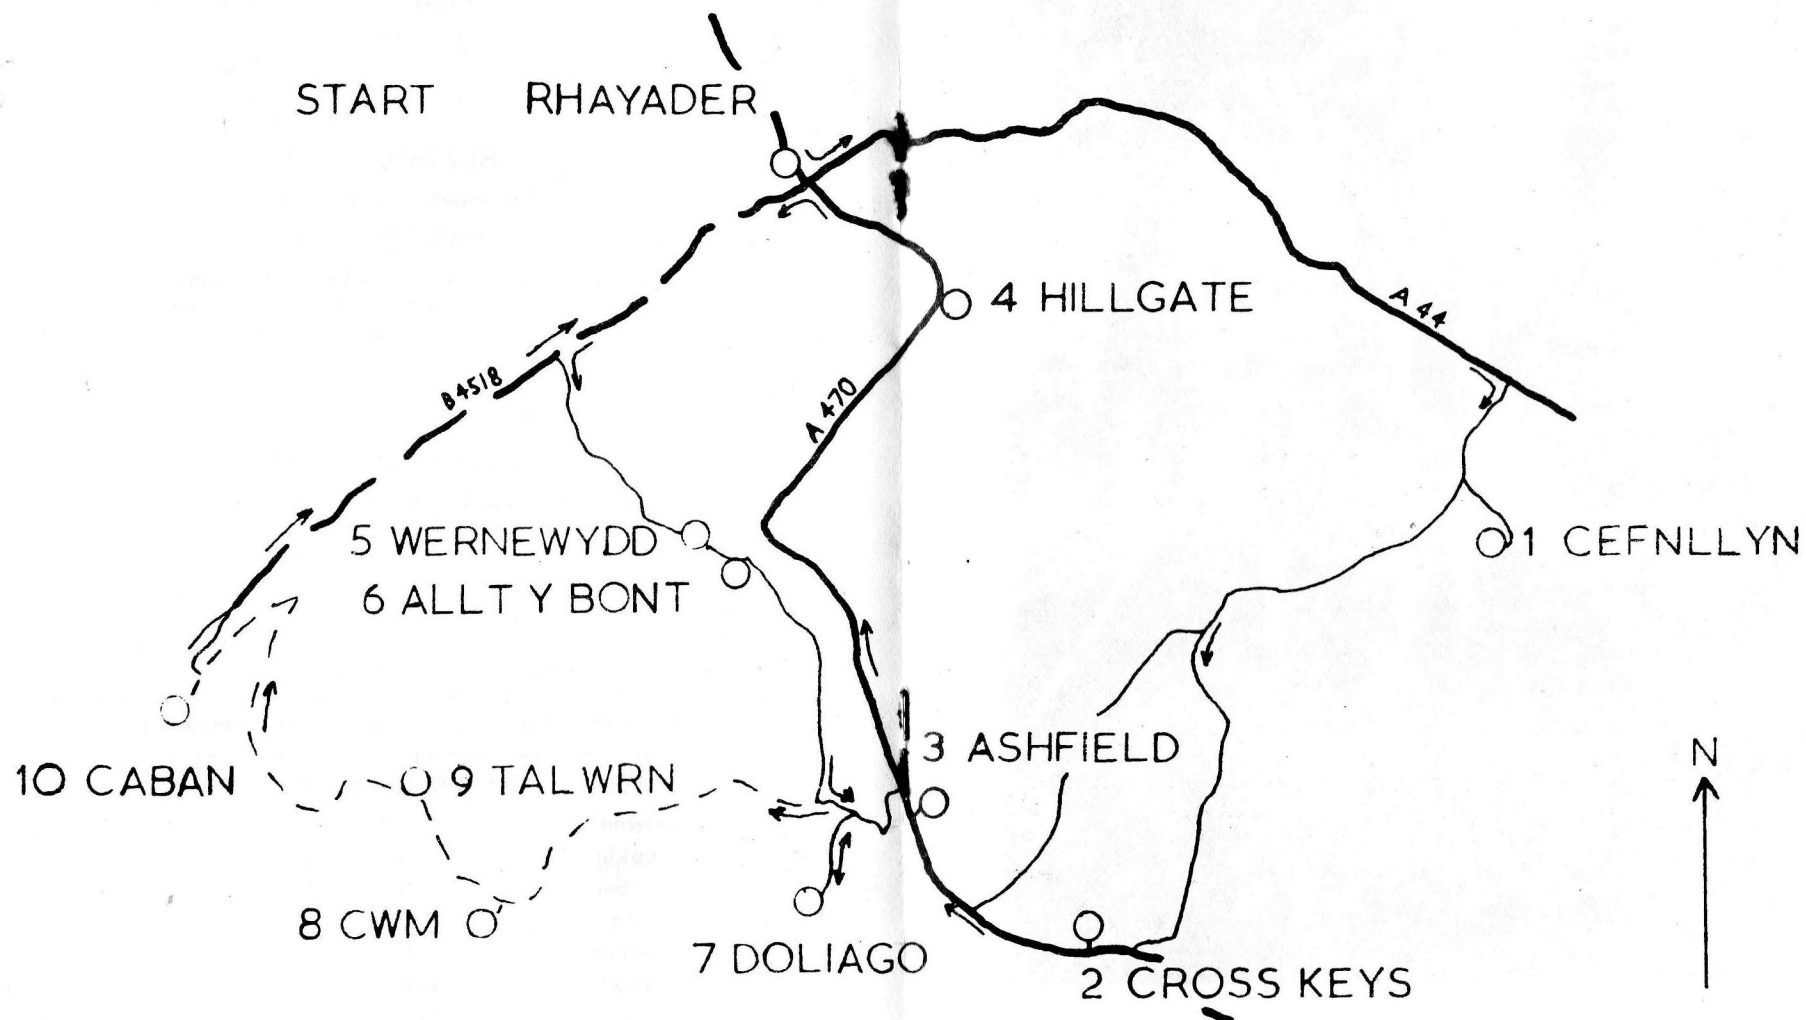 START RHAYADER
4 HILLGATE
A 44
B4518
A 470
5 WERNEWYDD
1 CEFNLLYN
6 ALLT Y BONT
3 ASHFIELD
N
10 CABAN
9 TALWRN
8 CWM
7 DOLIAGO
2 CROSS KEYS